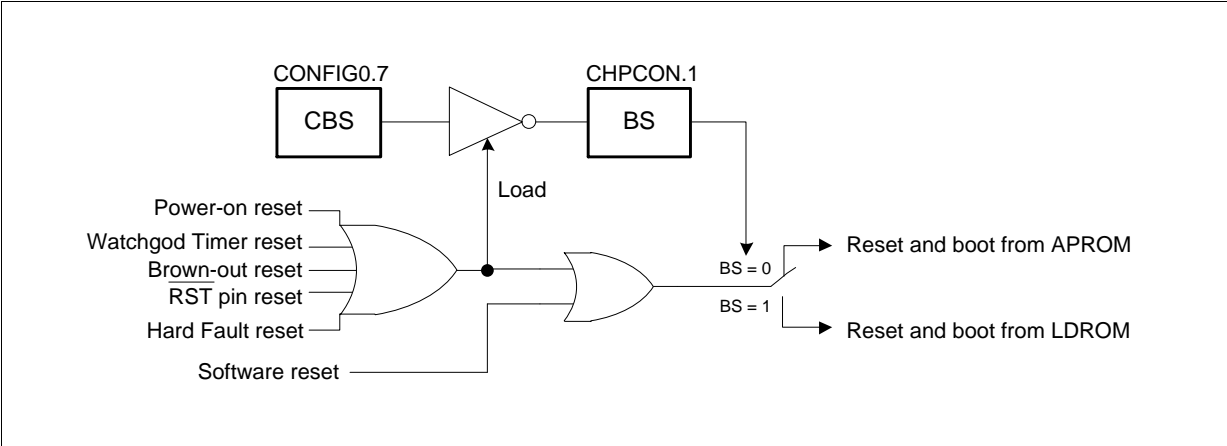 CONFIG0.7
CHPCON.1
CBS
BS
Load
Power-on reset
Watchgod Timer reset
Brown-out reset
RST pin reset
Hard Fault reset
Software reset
BS = 0
BS = 1
Reset and boot from APROM
Reset and boot from LDROM